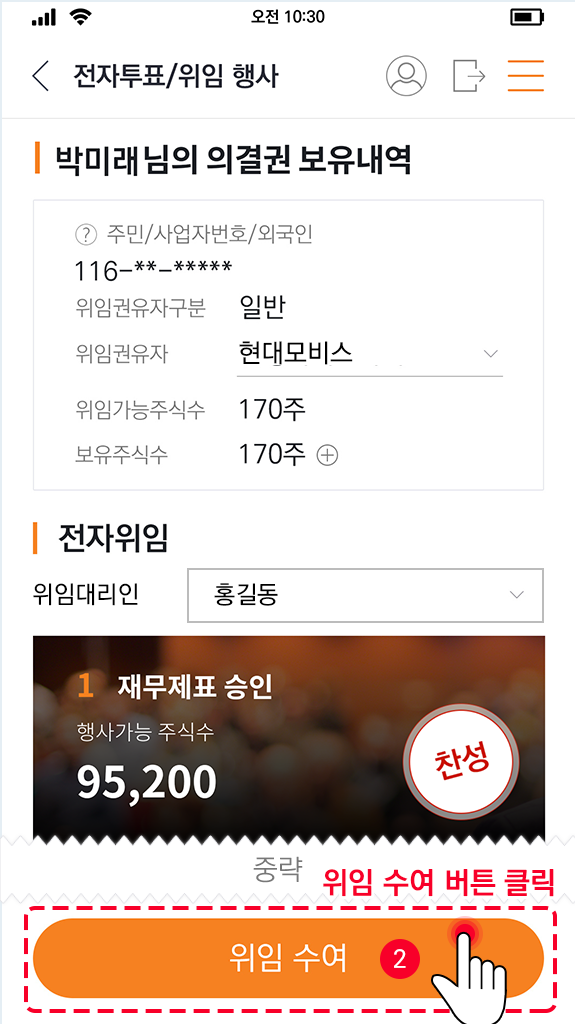 오전 10:30
전자투표/위임 행사
박미래님의 의결권 보유내역
? 주민/사업자번호/외국인
116-**-*****
위임권유자구분 일반
위임권유자 현대모비스
위임가능주식수 170주
보유주식수 170주
전자위임
위임대리인 홍길동
1 재무제표 승인
행사가능 주식수
95,200
찬성
중략
위임 수여 버튼 클릭
위임 수여 2